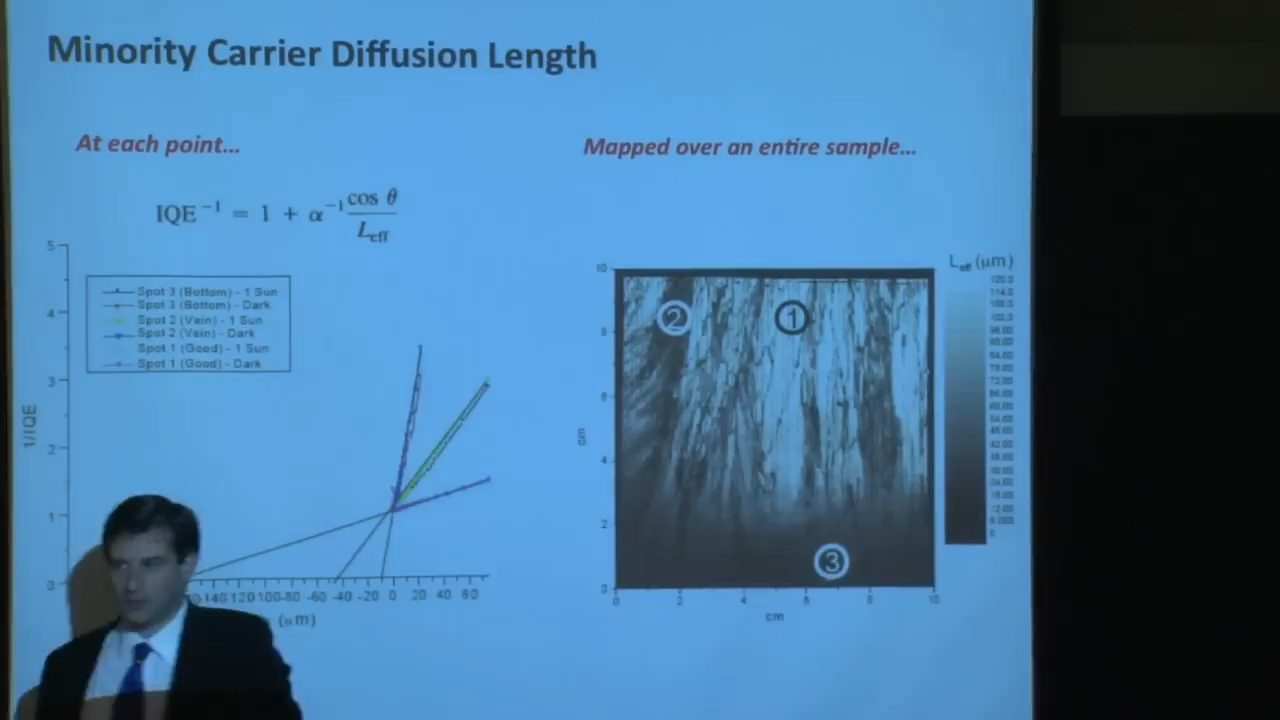 Minority Carrier Diffusion Length
At each point...
Mapped over an entire sample...
IQE⁻¹ = 1 + α⁻¹ cos θ / L_eff
5
4
3
2
1
0
1/IQE
Spot 3 (Bottom) - 1 Sun
Spot 3 (Bottom) - Dark
Spot 2 (Vein) - 1 Sun
Spot 2 (Vein) - Dark
Spot 1 (Good) - 1 Sun
Spot 1 (Good) - Dark
140 120 100 -80 -60 -40 -20 0 20 40 60
(um)
10
8
6
4
2
0
cm
2 1
3
0 2 4 6 8 10
cm
L_eff (μm)